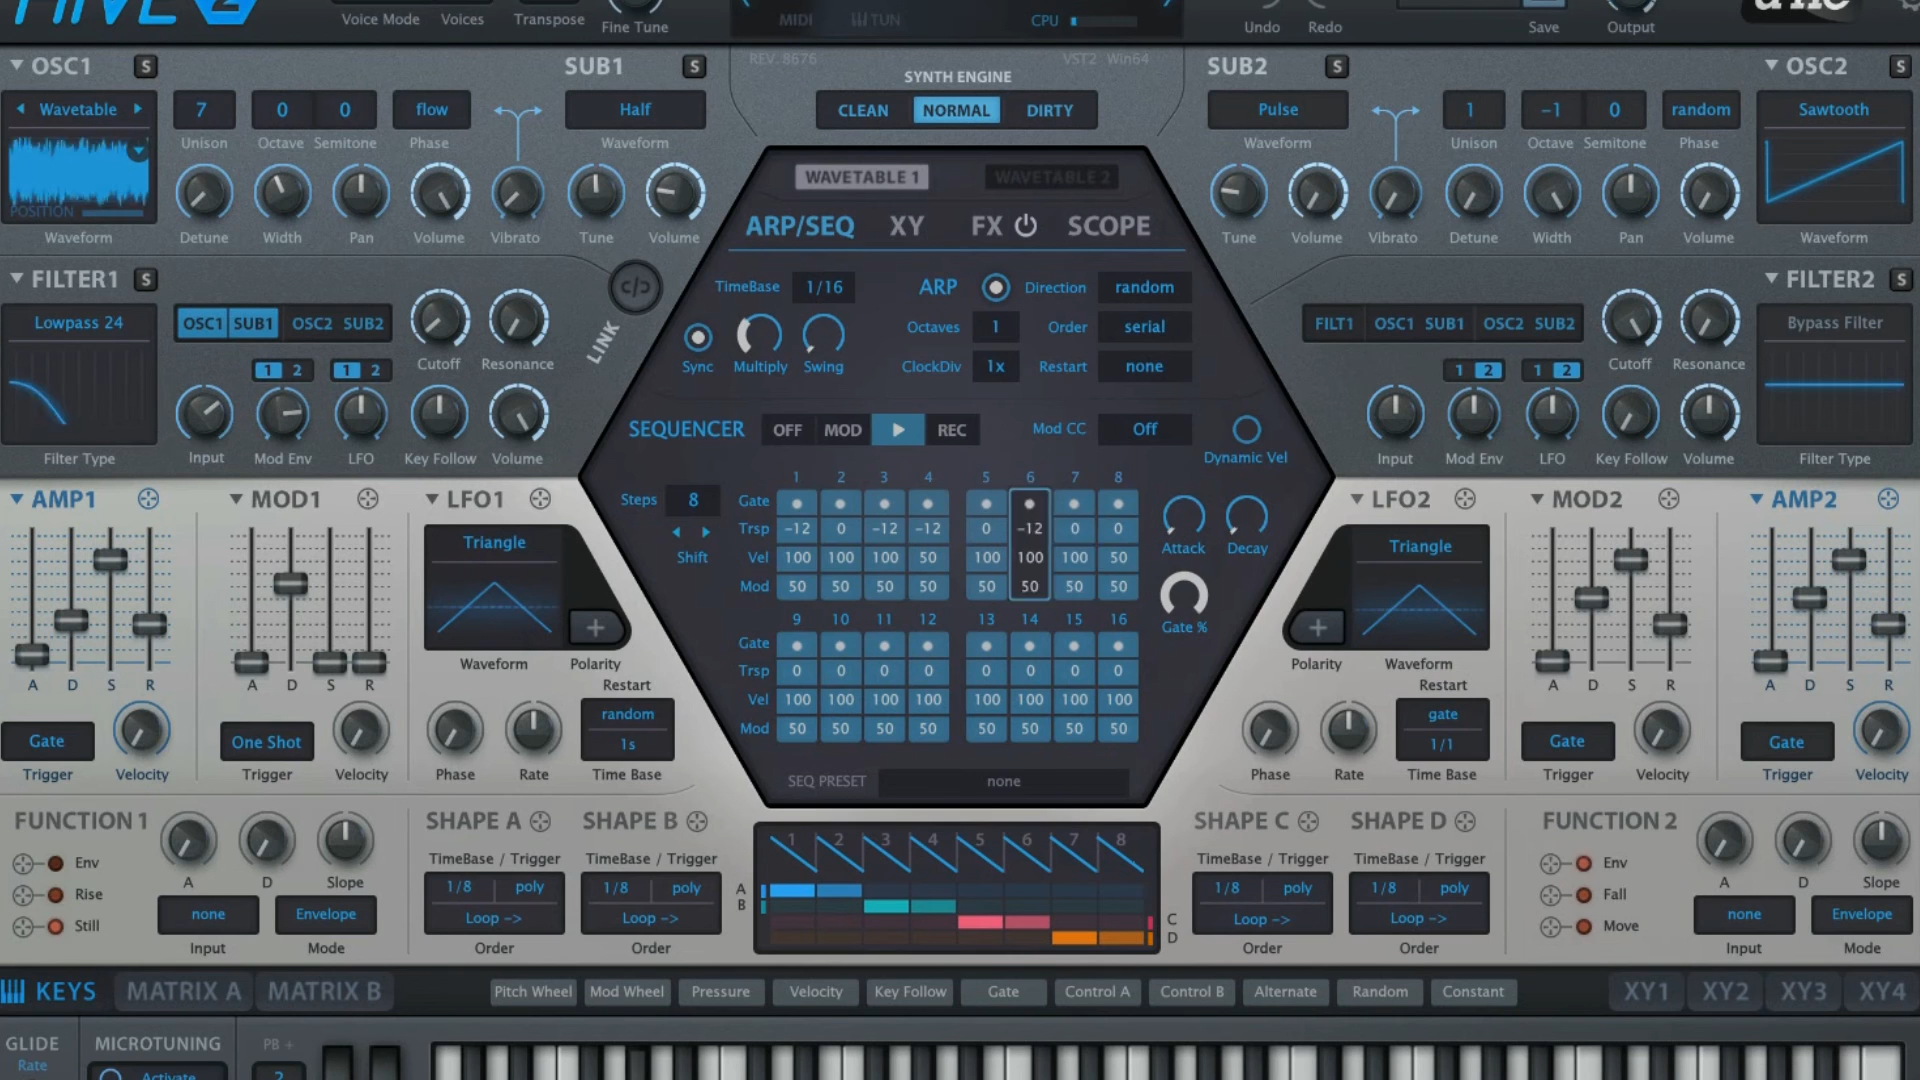 HIVE 2
Voice Mode Voices Transpose Fine Tune
MIDI TUN CPU
Undo Redo Save Output
u-he
OSC1 S SUB1 S
REV. 8676 VST2 Win64
SYNTH ENGINE
CLEAN NORMAL DIRTY
SUB2 S OSC2 S
Wavetable 7 0 0 flow Half
Unison Octave Semitone Phase Waveform
Pulse 1 -1 0 random Sawtooth
Waveform Unison Octave Semitone Phase
POSITION
Waveform Detune Width Pan Volume Vibrato Tune Volume
Tune Volume Vibrato Detune Width Pan Volume Waveform
WAVETABLE 1 WAVETABLE 2
ARP/SEQ XY FX SCOPE
FILTER1 S
FILTER2 S
Lowpass 24 OSC1 SUB1 OSC2 SUB2
Cutoff Resonance
1 2 1 2
Filter Type Input Mod Env LFO Key Follow Volume
LINK
TimeBase 1/16 ARP Direction random
Octaves 1 Order serial
Sync Multiply Swing ClockDiv 1x Restart none
FILT1 OSC1 SUB1 OSC2 SUB2 Bypass Filter
Cutoff Resonance
1 2 1 2
Input Mod Env LFO Key Follow Volume Filter Type
SEQUENCER OFF MOD REC Mod CC Off
Dynamic Vel
1 2 3 4 5 6 7 8
Steps 8 Gate
Trsp -12 0 -12 -12 0 -12 0 0
Shift Vel 100 100 100 50 100 100 100 50
Mod 50 50 50 50 50 50 50 50
Attack Decay
Gate %
9 10 11 12 13 14 15 16
Gate
Trsp 0 0 0 0 0 0 0 0
Vel 100 100 100 100 100 100 100 100
Mod 50 50 50 50 50 50 50 50
SEQ PRESET none
AMP1 MOD1 LFO1
Triangle
A D S R A D S R Waveform Polarity
Restart
Gate One Shot random
1s
Trigger Velocity Trigger Velocity Phase Rate Time Base
LFO2 MOD2 AMP2
Triangle
Polarity Waveform A D S R A D S R
Restart
gate Gate Gate
1/1
Phase Rate Time Base Trigger Velocity Trigger Velocity
FUNCTION 1 SHAPE A SHAPE B
Env TimeBase / Trigger TimeBase / Trigger
A D Slope 1/8 poly 1/8 poly
Rise
none Envelope Loop -> Loop ->
Still
Input Mode Order Order
1 2 3 4 5 6 7 8
A
B
C
D
SHAPE C SHAPE D FUNCTION 2
TimeBase / Trigger TimeBase / Trigger Env
1/8 poly 1/8 poly A D Slope
Fall
Loop -> Loop -> none Envelope
Move
Order Order Input Mode
KEYS MATRIX A MATRIX B Pitch Wheel Mod Wheel Pressure Velocity Key Follow Gate Control A Control B Alternate Random Constant XY1 XY2 XY3 XY4
GLIDE MICROTUNING PB +
Rate Activate 2